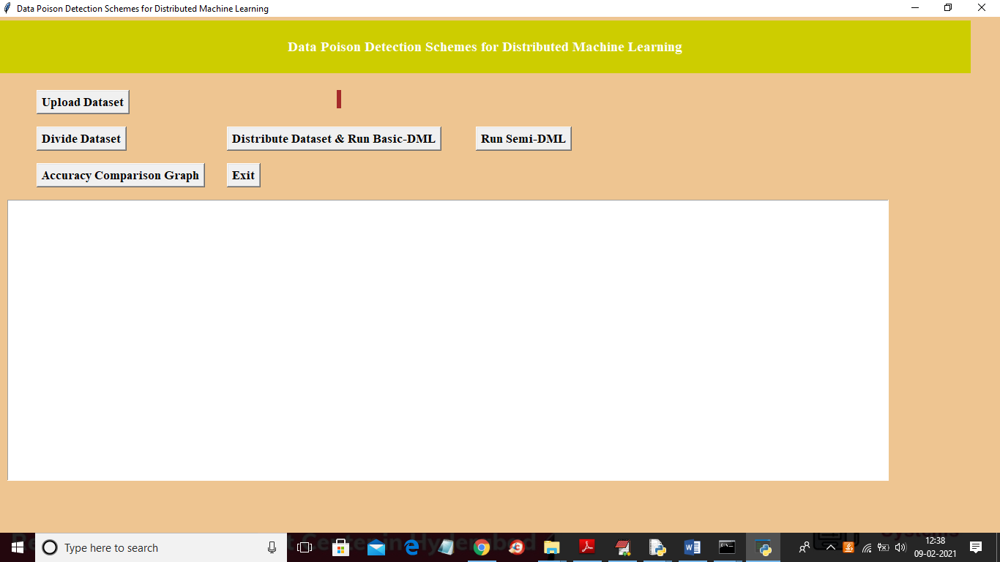 Data Poison Detection Schemes for Distributed Machine Learning
Data Poison Detection Schemes for Distributed Machine Learning
Upload Dataset
Divide Dataset
Distribute Dataset & Run Basic-DML
Run Semi-DML
Accuracy Comparison Graph
Exit
Type here to search
12:38
09-02-2021